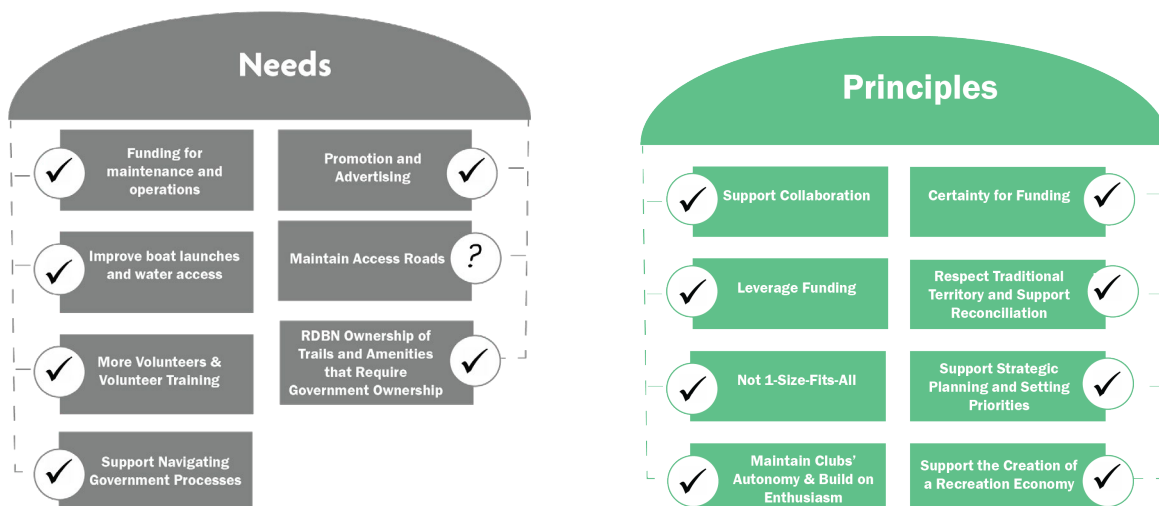 Needs
Funding for
maintenance and
operations
Improve boat launches
and water access
More Volunteers &
Volunteer Training
Support Navigating
Government Processes
Promotion and
Advertising
Maintain Access Roads
?
RDBN Ownership of
Trails and Amenities
that Require
Government Ownership
Principles
Support Collaboration
Leverage Funding
Not 1-Size-Fits-All
Maintain Clubs'
Autonomy & Build on
Enthusiasm
Certainty for Funding
Respect Traditional
Territory and Support
Reconciliation
Support Strategic
Planning and Setting
Priorities
Support the Creation of
a Recreation Economy